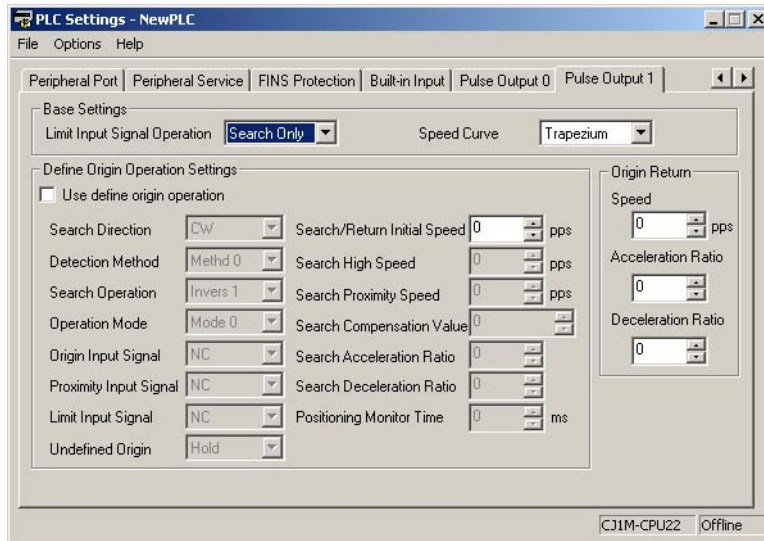 PLC Settings - NewPLC
File Options Help
Peripheral Port Peripheral Service FINS Protection Built-in Input Pulse Output 0 Pulse Output 1
Base Settings
Limit Input Signal Operation Search Only Speed Curve Trapezium
Define Origin Operation Settings
Use define origin operation
Search Direction CW Search/Return Initial Speed 0 pps
Detection Method Methd 0 Search High Speed 0 pps
Search Operation Invers 1 Search Proximity Speed 0 pps
Operation Mode Mode 0 Search Compensation Value 0
Origin Input Signal NC Search Acceleration Ratio 0
Proximity Input Signal NC Search Deceleration Ratio 0
Limit Input Signal NC Positioning Monitor Time 0 ms
Undefined Origin Hold
Origin Return
Speed
0 pps
Acceleration Ratio
0
Deceleration Ratio
0
CJ1M-CPU22 Offline